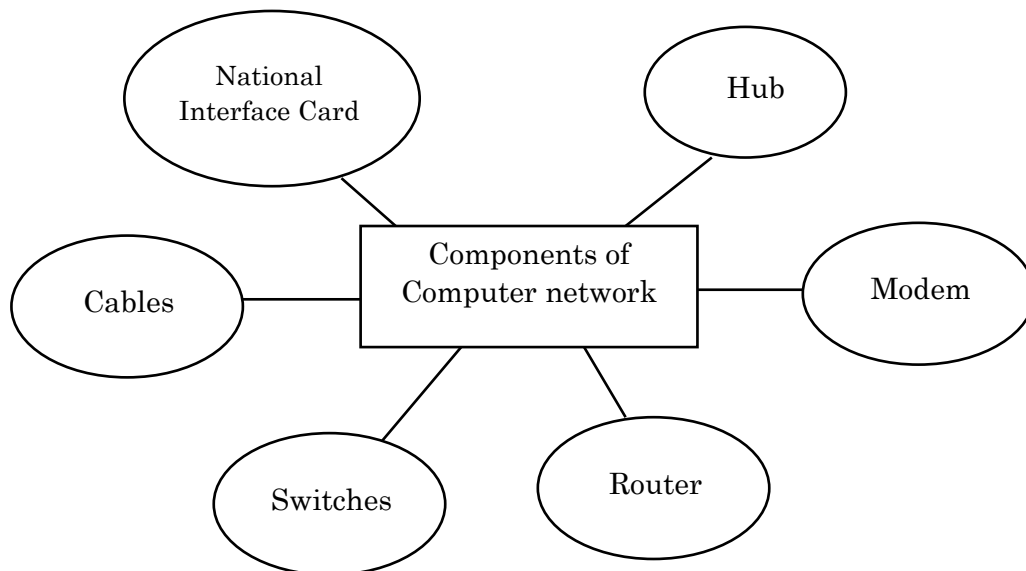 National
Interface Card
Hub
Components of
Computer network
Cables
Modem
Switches
Router